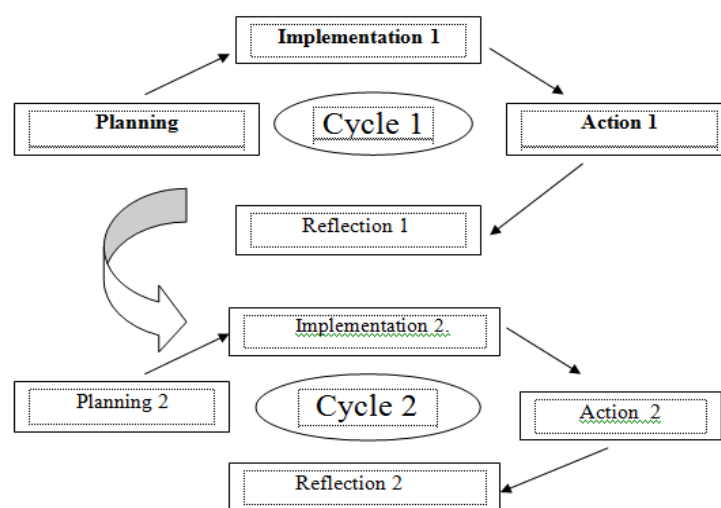 Implementation 1
Planning
Cycle 1
Action 1
Reflection 1
Implementation 2.
Planning 2
Cycle 2
Action 2
Reflection 2